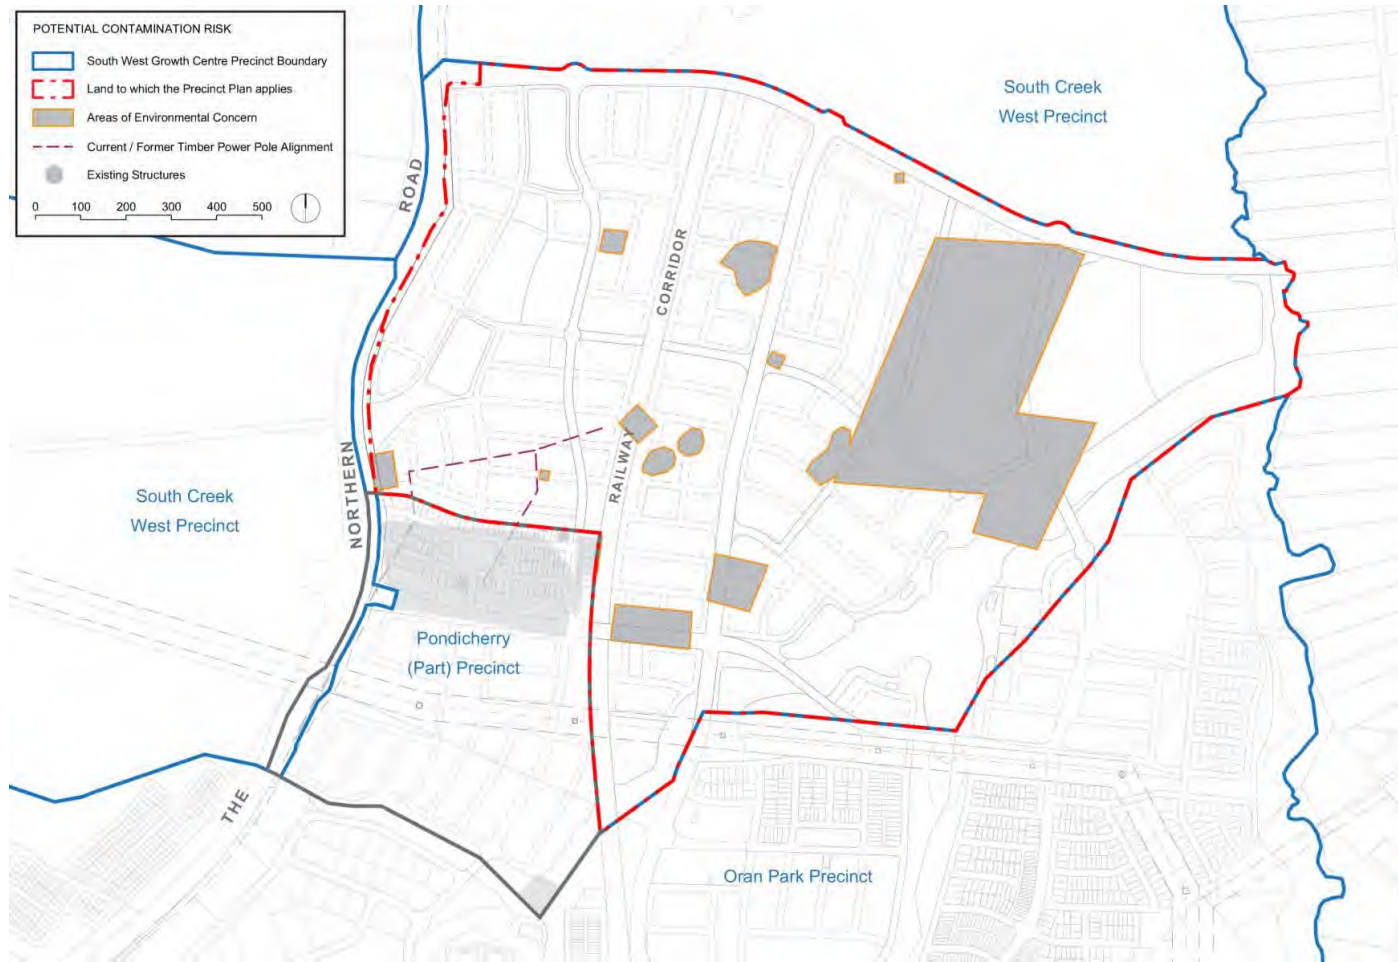 POTENTIAL CONTAMINATION RISK
South West Growth Centre Precinct Boundary
Land to which the Precinct Plan applies
Areas of Environmental Concern
Current / Former Timber Power Pole Alignment
Existing Structures
0 100 200 300 400 500
South Creek
West Precinct
ROAD
CORRIDOR
RAILWAY
NORTHERN
South Creek
West Precinct
Pondicherry
(Part) Precinct
THE
Oran Park Precinct